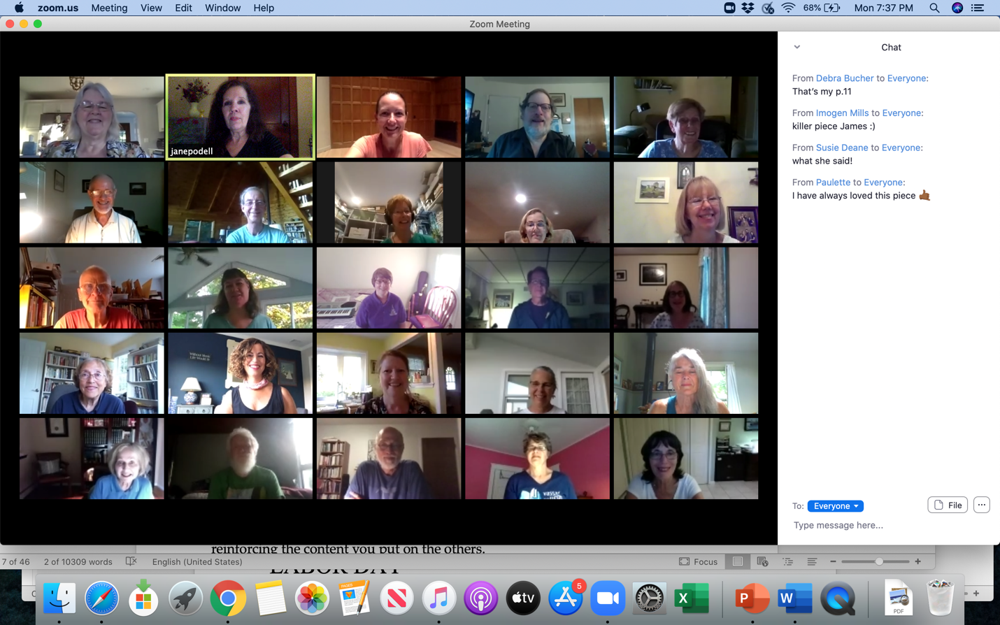 zoom.us Meeting View Edit Window Help
68% Mon 7:37 PM
Zoom Meeting
Chat
janepodell
From Debra Bucher to Everyone:
That's my p.11
From Imogen Mills to Everyone:
killer piece James :)
From Susie Deane to Everyone:
what she said!
From Paulette to Everyone:
I have always loved this piece 🤙🏾
To: Everyone
File
Type message here...
reinforcing the content you put on the others.
7 of 46 2 of 10309 words English (United States) Focus
LABOR DAY
PAGES
tv
5
X
P
W
PDF